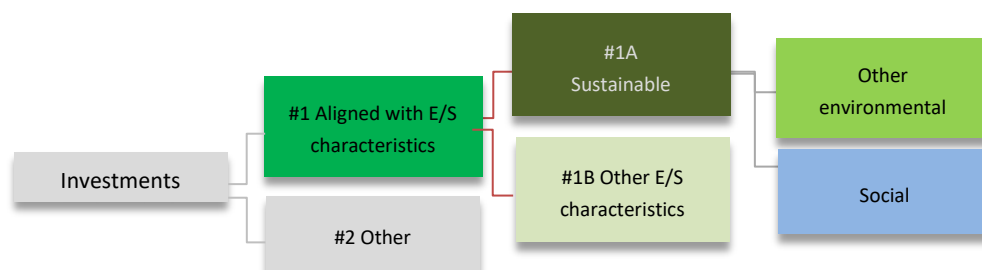 Investments
#1 Aligned with E/S
characteristics
#2 Other
#1A
Sustainable
#1B Other E/S
characteristics
Other
environmental
Social